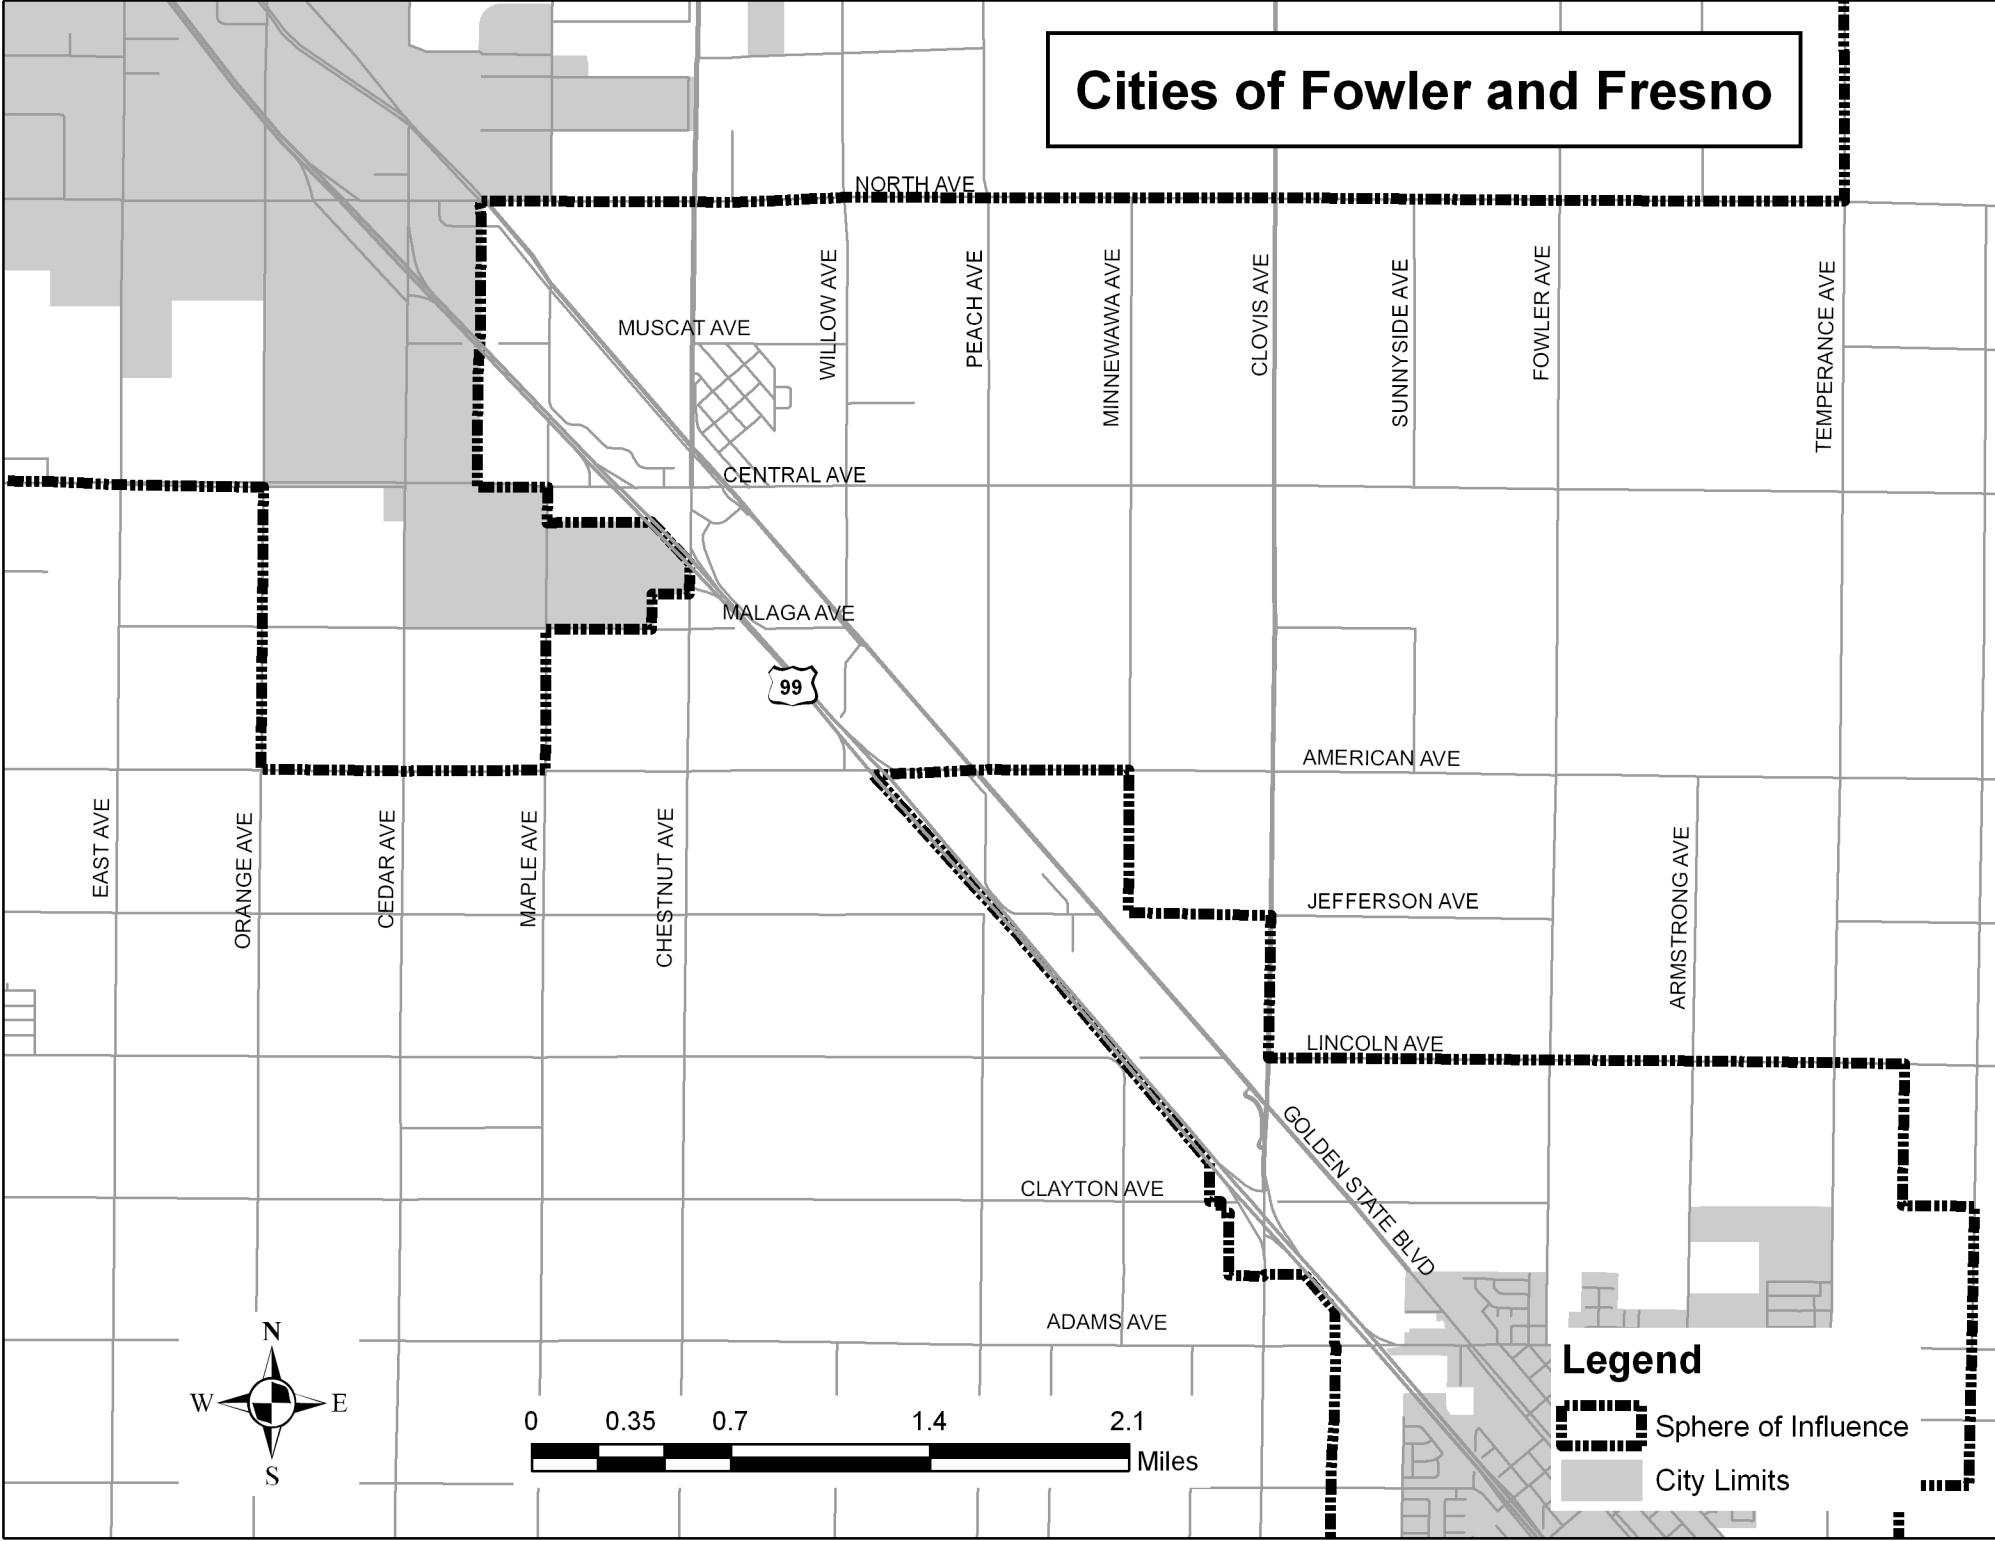 Cities of Fowler and Fresno
NORTH AVE
MUSCAT AVE
WILLOW AVE
PEACH AVE
MINNEWAWA AVE
CLOVIS AVE
SUNNYSIDE AVE
FOWLER AVE
TEMPERANCE AVE
CENTRAL AVE
MALAGA AVE
99
AMERICAN AVE
EAST AVE
ORANGE AVE
CEDAR AVE
MAPLE AVE
CHESTNUT AVE
JEFFERSON AVE
ARMSTRONG AVE
LINCOLN AVE
GOLDEN STATE BLVD
CLAYTON AVE
ADAMS AVE
N
W E
S
0 0.35 0.7 1.4 2.1
Miles
Legend
Sphere of Influence
City Limits